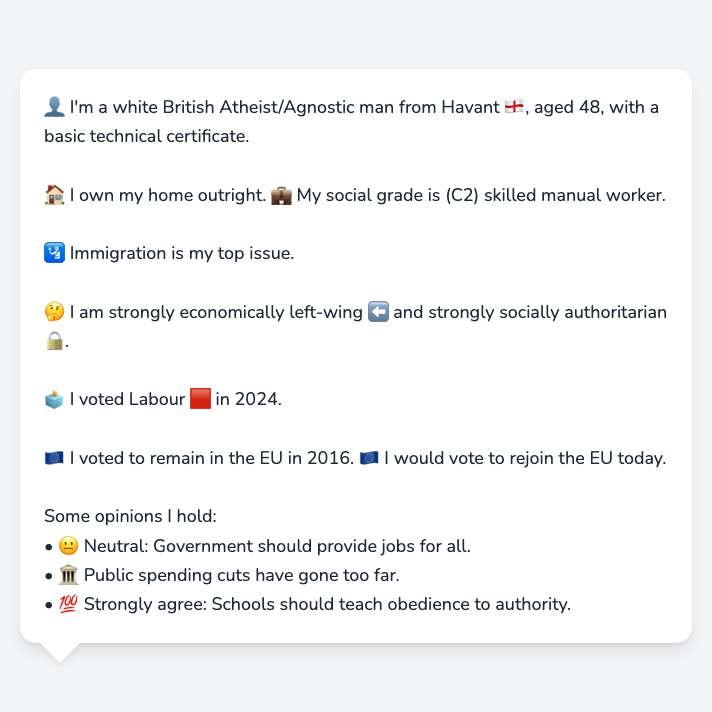 👤 I'm a white British Atheist/Agnostic man from Havant 🏴󠁧󠁢󠁥󠁮󠁧󠁿, aged 48, with a
basic technical certificate.
🏠 I own my home outright. 💼 My social grade is (C2) skilled manual worker.
🛂 Immigration is my top issue.
🤔 I am strongly economically left-wing ⬅️ and strongly socially authoritarian
🔒.
🗳️ I voted Labour 🟥 in 2024.
🇪🇺 I voted to remain in the EU in 2016. 🇪🇺 I would vote to rejoin the EU today.
Some opinions I hold:
• 😐 Neutral: Government should provide jobs for all.
• 🏛️ Public spending cuts have gone too far.
• 💯 Strongly agree: Schools should teach obedience to authority.